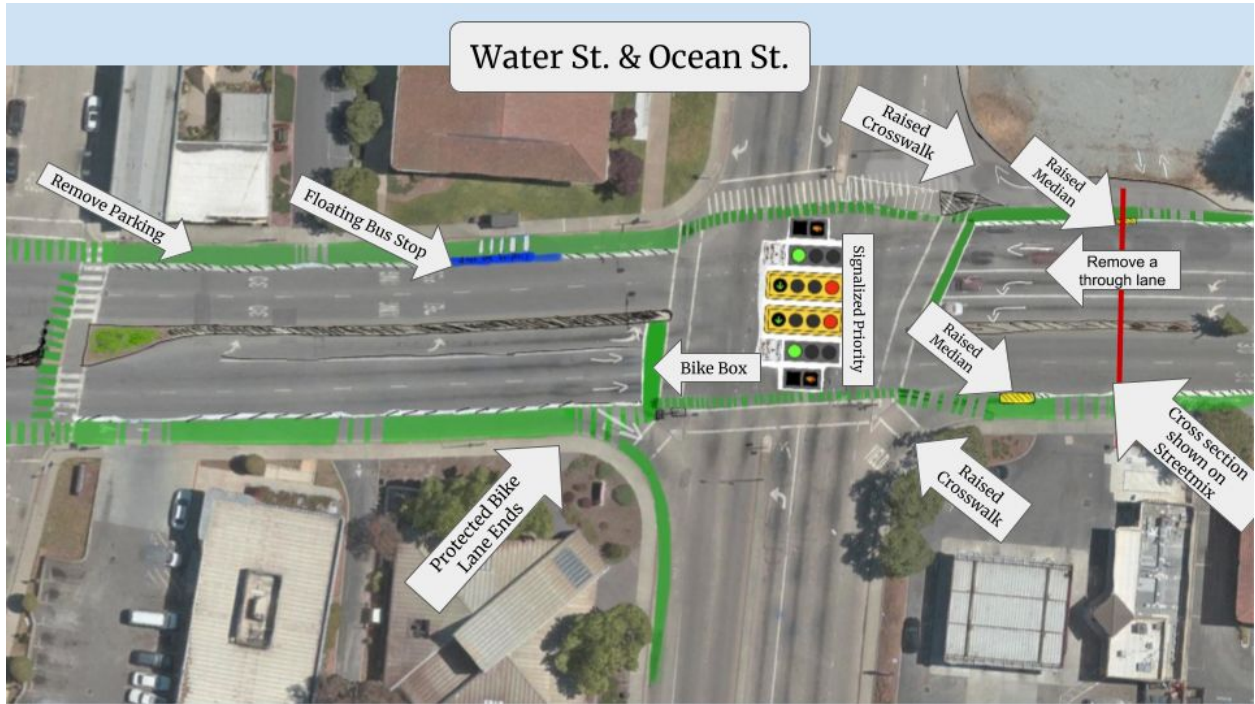 Water St. & Ocean St.
Raised
Crosswalk
Raised
Median
Remove Parking
Floating Bus Stop
Signalized Priority
Remove a
through lane
Raised
Median
Bike Box
Cross section
shown on
Streetmix
Protected Bike
Lane Ends
Raised
Crosswalk